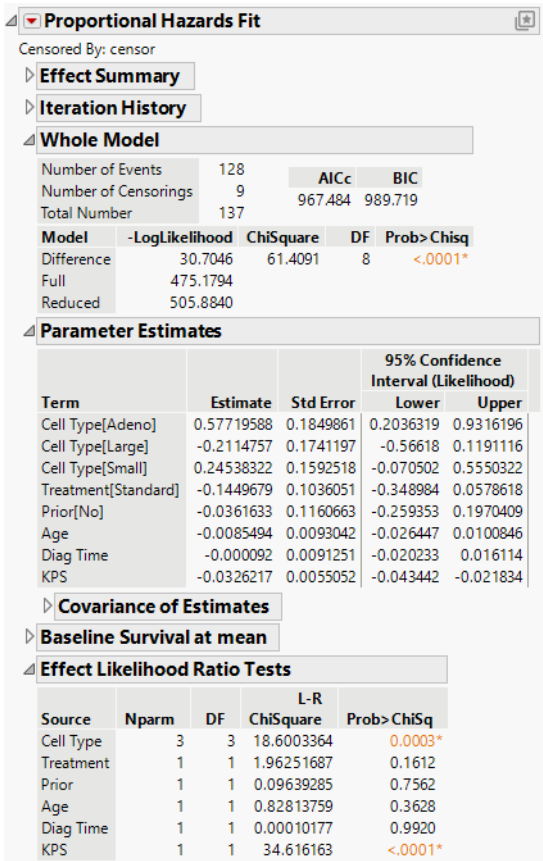 Proportional Hazards Fit
Censored By: censor
Effect Summary
Iteration History
Whole Model
Number of Events 128
Number of Censorings 9
Total Number 137
AICc BIC
967.484 989.719
Model -LogLikelihood ChiSquare DF Prob>Chisq
Difference 30.7046 61.4091 8 <.0001*
Full 475.1794
Reduced 505.8840
Parameter Estimates
95% Confidence
Interval (Likelihood)
Term Estimate Std Error Lower Upper
Cell Type[Adeno] 0.57719588 0.1849861 0.2036319 0.9316196
Cell Type[Large] -0.2114757 0.1741197 -0.56618 0.1191116
Cell Type[Small] 0.24538322 0.1592518 -0.070502 0.5550322
Treatment[Standard] -0.1449679 0.1036051 -0.348984 0.0578618
Prior[No] -0.0361633 0.1160663 -0.259353 0.1970409
Age -0.0085494 0.0093042 -0.026447 0.0100846
Diag Time -0.000092 0.0091251 -0.020233 0.016114
KPS -0.0326217 0.0055052 -0.043442 -0.021834
Covariance of Estimates
Baseline Survival at mean
Effect Likelihood Ratio Tests
L-R
Source Nparm DF ChiSquare Prob>ChiSq
Cell Type 3 3 18.6003364 0.0003*
Treatment 1 1 1.96251687 0.1612
Prior 1 1 0.09639285 0.7562
Age 1 1 0.82813759 0.3628
Diag Time 1 1 0.00010177 0.9920
KPS 1 1 34.616163 <.0001*